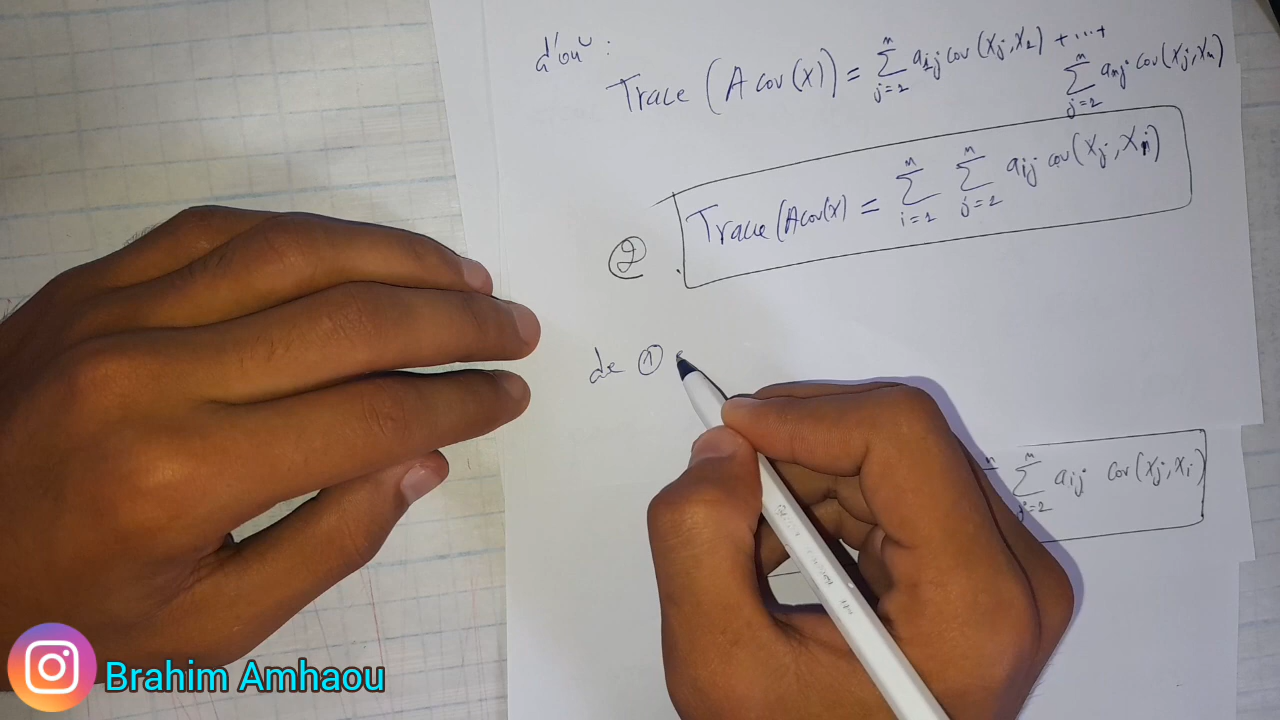 d'où :
Trace (A cov(X)) = ∑_{j=1}^{n} a_{1j} cov(X_j, X_1) + ... +
∑_{j=1}^{n} a_{nj} cov(X_j, X_n)
② . Trace (A cov(X)) = ∑_{i=1}^{n} ∑_{j=1}^{n} a_{ij} cov(X_j, X_i)
de ①
∑_{j=1}^{n} a_{ij} cov(X_j, X_i)
Brahim Amhaou